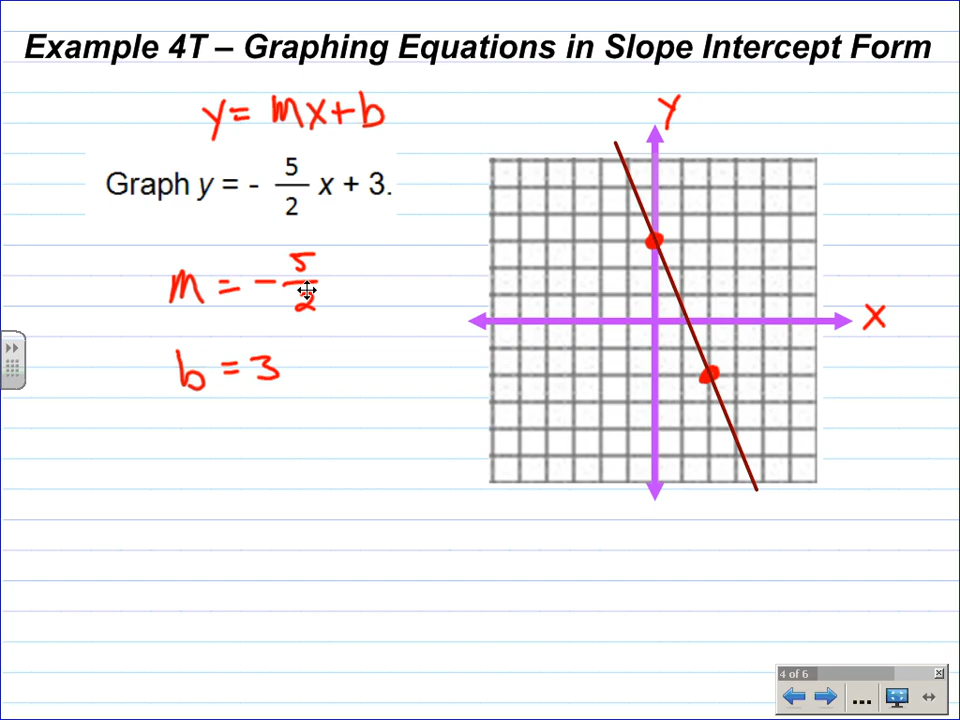 Example 4T – Graphing Equations in Slope Intercept Form
y = mx + b
Graph y = - 5/2 x + 3.
m = - 5/2
b = 3
y
x
4 of 6
...